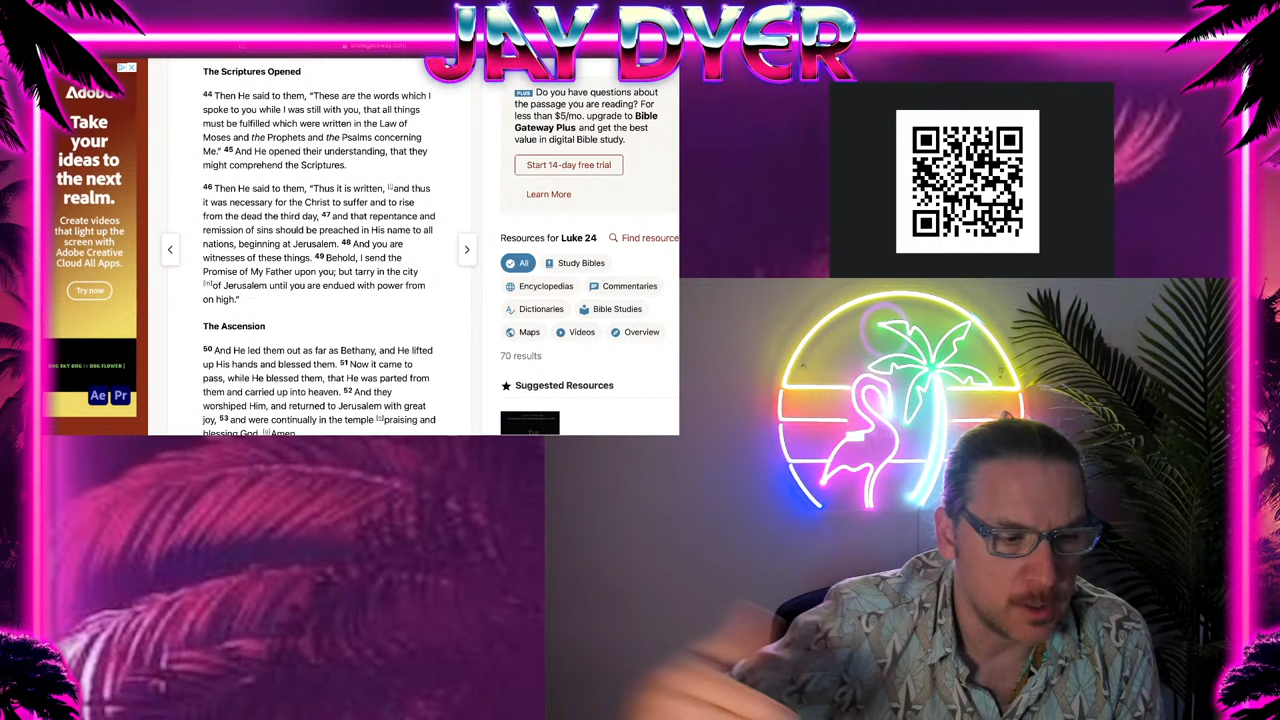 JAY DYER
biblegateway.com
Adobe
Take
your
ideas to
the next
realm.
Create videos
that light up the
screen with
Adobe Creative
Cloud All Apps.
Try now
DOG SKY DOG :: DOG FLOWER |
Ae Pr
The Scriptures Opened
44 Then He said to them, “These are the words which I
spoke to you while I was still with you, that all things
must be fulfilled which were written in the Law of
Moses and the Prophets and the Psalms concerning
Me.” 45 And He opened their understanding, that they
might comprehend the Scriptures.
46 Then He said to them, “Thus it is written, [l]and thus
it was necessary for the Christ to suffer and to rise
from the dead the third day, 47 and that repentance and
remission of sins should be preached in His name to all
nations, beginning at Jerusalem. 48 And you are
witnesses of these things. 49 Behold, I send the
Promise of My Father upon you; but tarry in the city
[m]of Jerusalem until you are endued with power from
on high.”
The Ascension
50 And He led them out as far as Bethany, and He lifted
up His hands and blessed them. 51 Now it came to
pass, while He blessed them, that He was parted from
them and carried up into heaven. 52 And they
worshiped Him, and returned to Jerusalem with great
joy, 53 and were continually in the temple [n]praising and
blessing God. [o]Amen.
PLUS Do you have questions about
the passage you are reading? For
less than $5/mo. upgrade to Bible
Gateway Plus and get the best
value in digital Bible study.
Start 14-day free trial
Learn More
Resources for Luke 24
Find resource
All
Study Bibles
Encyclopedias
Commentaries
Dictionaries
Bible Studies
Maps
Videos
Overview
70 results
Suggested Resources